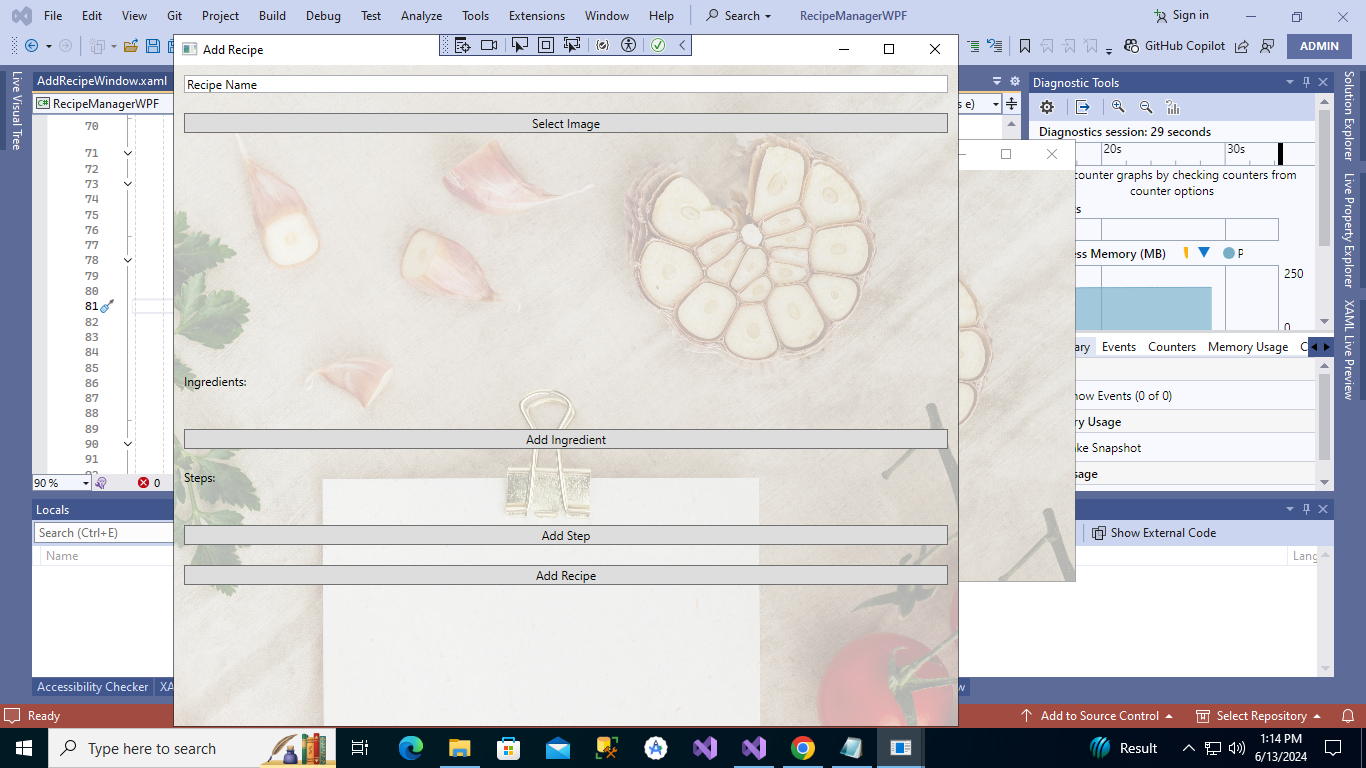 File Edit View Git Project Build Debug Test Analyze Tools Extensions Window Help Search RecipeManagerWPF Sign in
GitHub Copilot ADMIN
Add Recipe
Live Visual Tree
AddRecipeWindow.xaml
RecipeManagerWPF
70
71
72
73
74
75
76
77
78
79
80
81
82
83
84
85
86
87
88
89
90
91
90 % 0
Recipe Name
Select Image
Ingredients:
Add Ingredient
Steps:
Add Step
Add Recipe
Diagnostic Tools
Diagnostics session: 29 seconds
20s 30s
counter graphs by checking counters from
counter options
Memory (MB) P
250
0
Events Counters Memory Usage
Events (0 of 0)
Usage
Snapshot
Solution Explorer
Live Property Explorer
XAML Live Preview
Locals
Search (Ctrl+E)
Name
Show External Code
Lang
Accessibility Checker XA
Ready Add to Source Control Select Repository
Type here to search Result 1:14 PM
6/13/2024